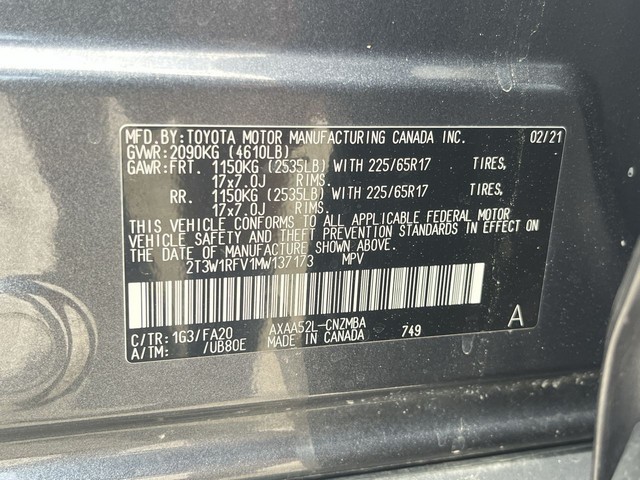 MFD.BY:TOYOTA MOTOR MANUFACTURING CANADA INC. 02/21
GVWR:2090KG (4610LB)
GAWR:FRT. 1150KG (2535LB) WITH 225/65R17 TIRES,
17x7.0J RIMS.
RR. 1150KG (2535LB) WITH 225/65R17 TIRES,
17x7.0J RIMS.
THIS VEHICLE CONFORMS TO ALL APPLICABLE FEDERAL MOTOR
VEHICLE SAFETY AND THEFT PREVENTION STANDARDS IN EFFECT ON
THE DATE OF MANUFACTURE SHOWN ABOVE.
2T3W1RFV1MW137173 MPV
C/TR:1G3/FA20 AXAA52L-CNZMBA 749 A
A/TM: /UB80E MADE IN CANADA